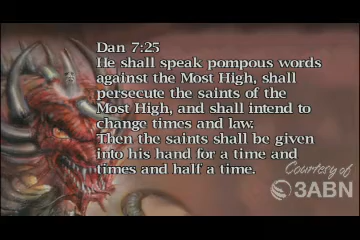 Dan 7:25
He shall speak pompous words
against the Most High, shall
persecute the saints of the
Most High, and shall intend to
change times and law.
Then the saints shall be given
into his hand for a time and
times and half a time.
Courtesy of
3ABN